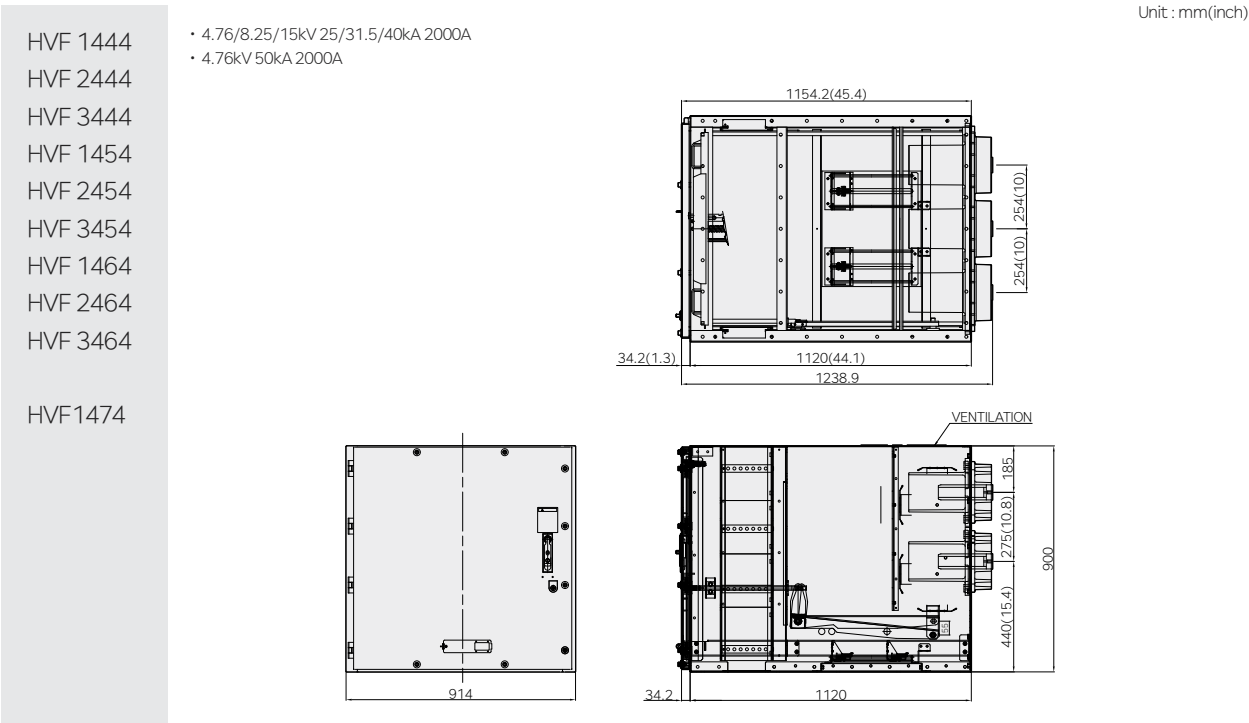 Unit : mm(inch)
HVF 1444
HVF 2444
HVF 3444
HVF 1454
HVF 2454
HVF 3454
HVF 1464
HVF 2464
HVF 3464
HVF1474
• 4.76/8.25/15kV 25/31.5/40kA 2000A
• 4.76kV 50kA 2000A
1154.2(45.4)
254(10)
254(10)
34.2(1.3)
1120(44.1)
1238.9
VENTILATION
185
275(10.8)
900
440(15.4)
55
914
34.2
1120